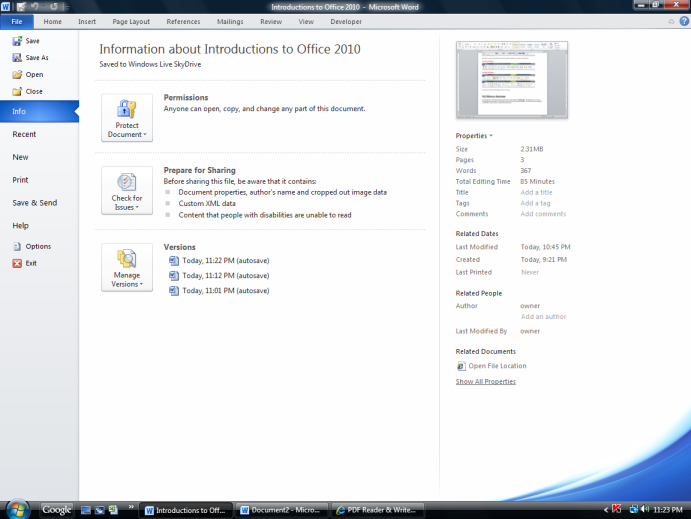 Introductions to Office 2010 - Microsoft Word
File Home Insert Page Layout References Mailings Review View Developer
Save
Save As
Open
Close
Info
Recent
New
Print
Save & Send
Help
Options
Exit
Information about Introductions to Office 2010
Saved to Windows Live SkyDrive
Protect
Document
Permissions
Anyone can open, copy, and change any part of this document.
Check for
Issues
Prepare for Sharing
Before sharing this file, be aware that it contains:
Document properties, author's name and cropped out image data
Custom XML data
Content that people with disabilities are unable to read
Manage
Versions
Versions
Today, 11:22 PM (autosave)
Today, 11:12 PM (autosave)
Today, 11:01 PM (autosave)
Properties
Size 2.31MB
Pages 3
Words 367
Total Editing Time 85 Minutes
Title Add a title
Tags Add a tag
Comments Add comments
Related Dates
Last Modified Today, 10:45 PM
Created Today, 9:21 PM
Last Printed Never
Related People
Author owner
Add an author
Last Modified By owner
Related Documents
Open File Location
Show All Properties
Google Introductions to Off... Document2 - Micro... PDF Reader & Write... 11:23 PM